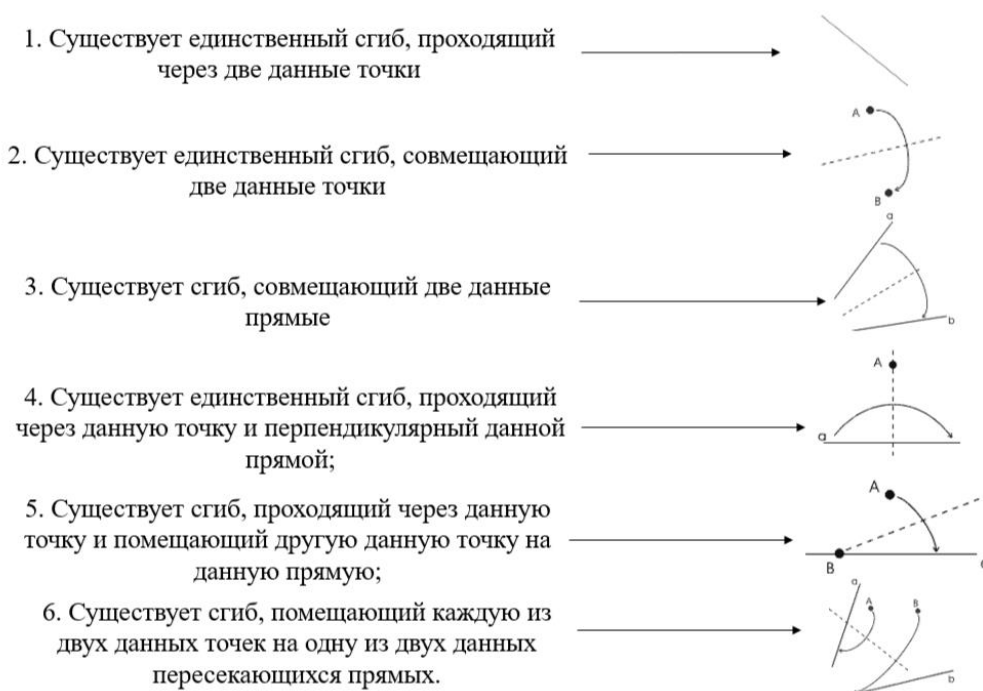 1. Существует единственный сгиб, проходящий
через две данные точки
A
2. Существует единственный сгиб, совмещающий
две данные точки
B
a
3. Существует сгиб, совмещающий две данные
прямые
b
A
4. Существует единственный сгиб, проходящий
через данную точку и перпендикулярный данной
прямой;
a
A
5. Существует сгиб, проходящий через данную
точку и помещающий другую данную точку на
данную прямую;
B
a
A B
6. Существует сгиб, помещающий каждую из
двух данных точек на одну из двух данных
пересекающихся прямых.
b